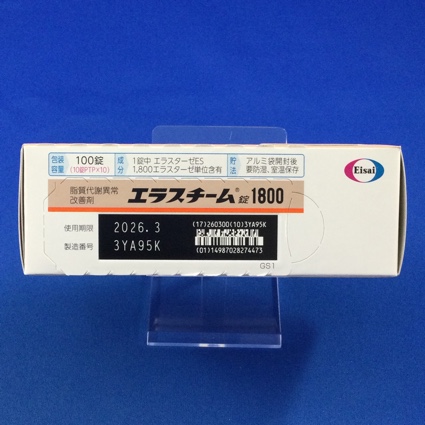 包装容量 100錠 (10錠PTP×10) 成分 1錠中 エラスターゼES 1,800エラスターゼ単位含有 貯法 アルミ袋開封後 要防湿、室温保存
Eisai
脂質代謝異常
改善剤
エラスチーム®錠1800
使用期限 2026.3
製造番号 3YA95K
(17)260300(10)3YA95K
(01)14987028274473
GS1